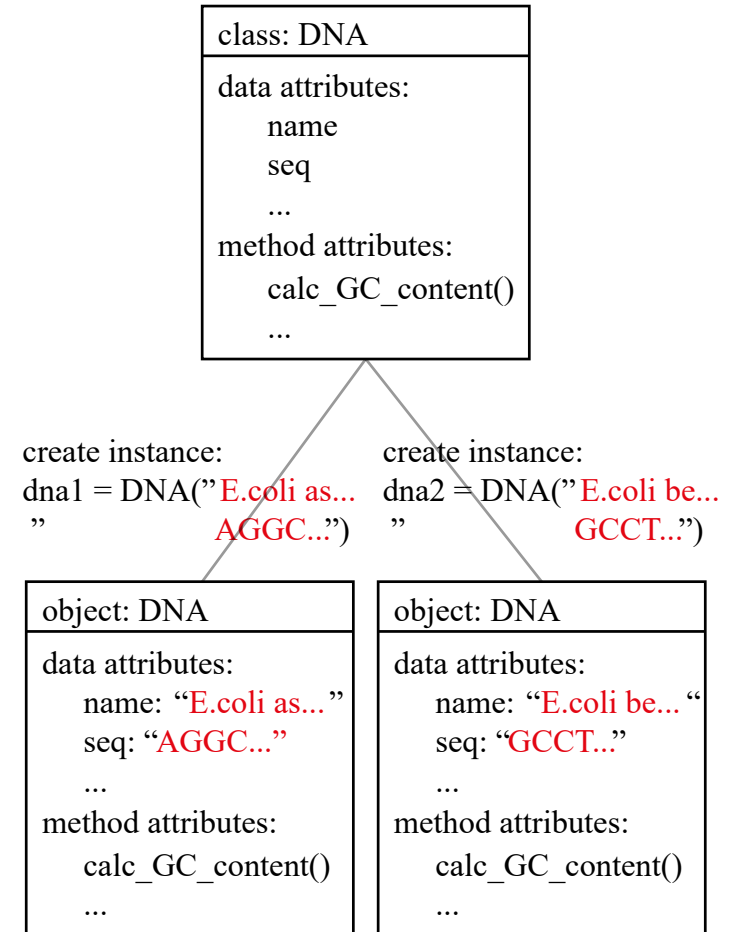 class: DNA
data attributes:
name
seq
...
method attributes:
calc_GC_content()
...
create instance:
dna1 = DNA(”E.coli as...
” AGGC...”)
create instance:
dna2 = DNA(”E.coli be...
” GCCT...”)
object: DNA
data attributes:
name: “E.coli as...”
seq: “AGGC...”
...
method attributes:
calc_GC_content()
...
object: DNA
data attributes:
name: “E.coli be... “
seq: “GCCT...”
...
method attributes:
calc_GC_content()
...